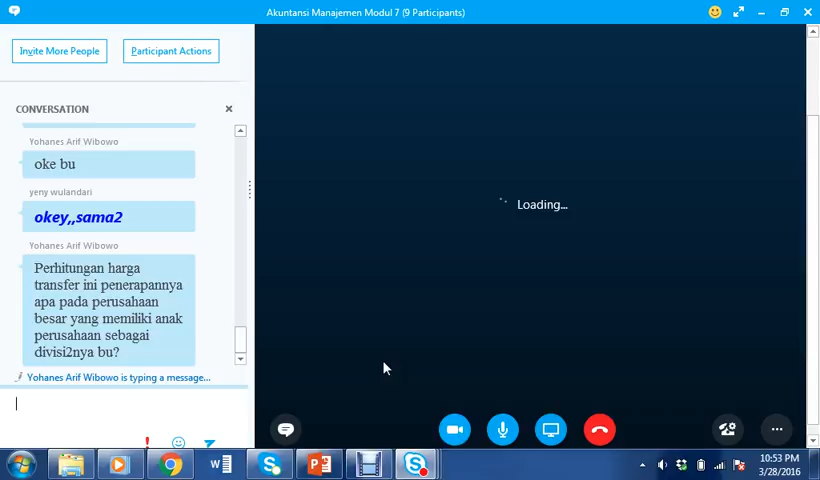 Akuntansi Manajemen Modul 7 (9 Participants)
Invite More People
Participant Actions
CONVERSATION
Yohanes Arif Wibowo
oke bu
yeny wulandari
okey,,sama2
Yohanes Arif Wibowo
Perhitungan harga
transfer ini penerapannya
apa pada perusahaan
besar yang memiliki anak
perusahaan sebagai
divisi2nya bu?
Yohanes Arif Wibowo is typing a message...
Loading...
10:53 PM
3/28/2016